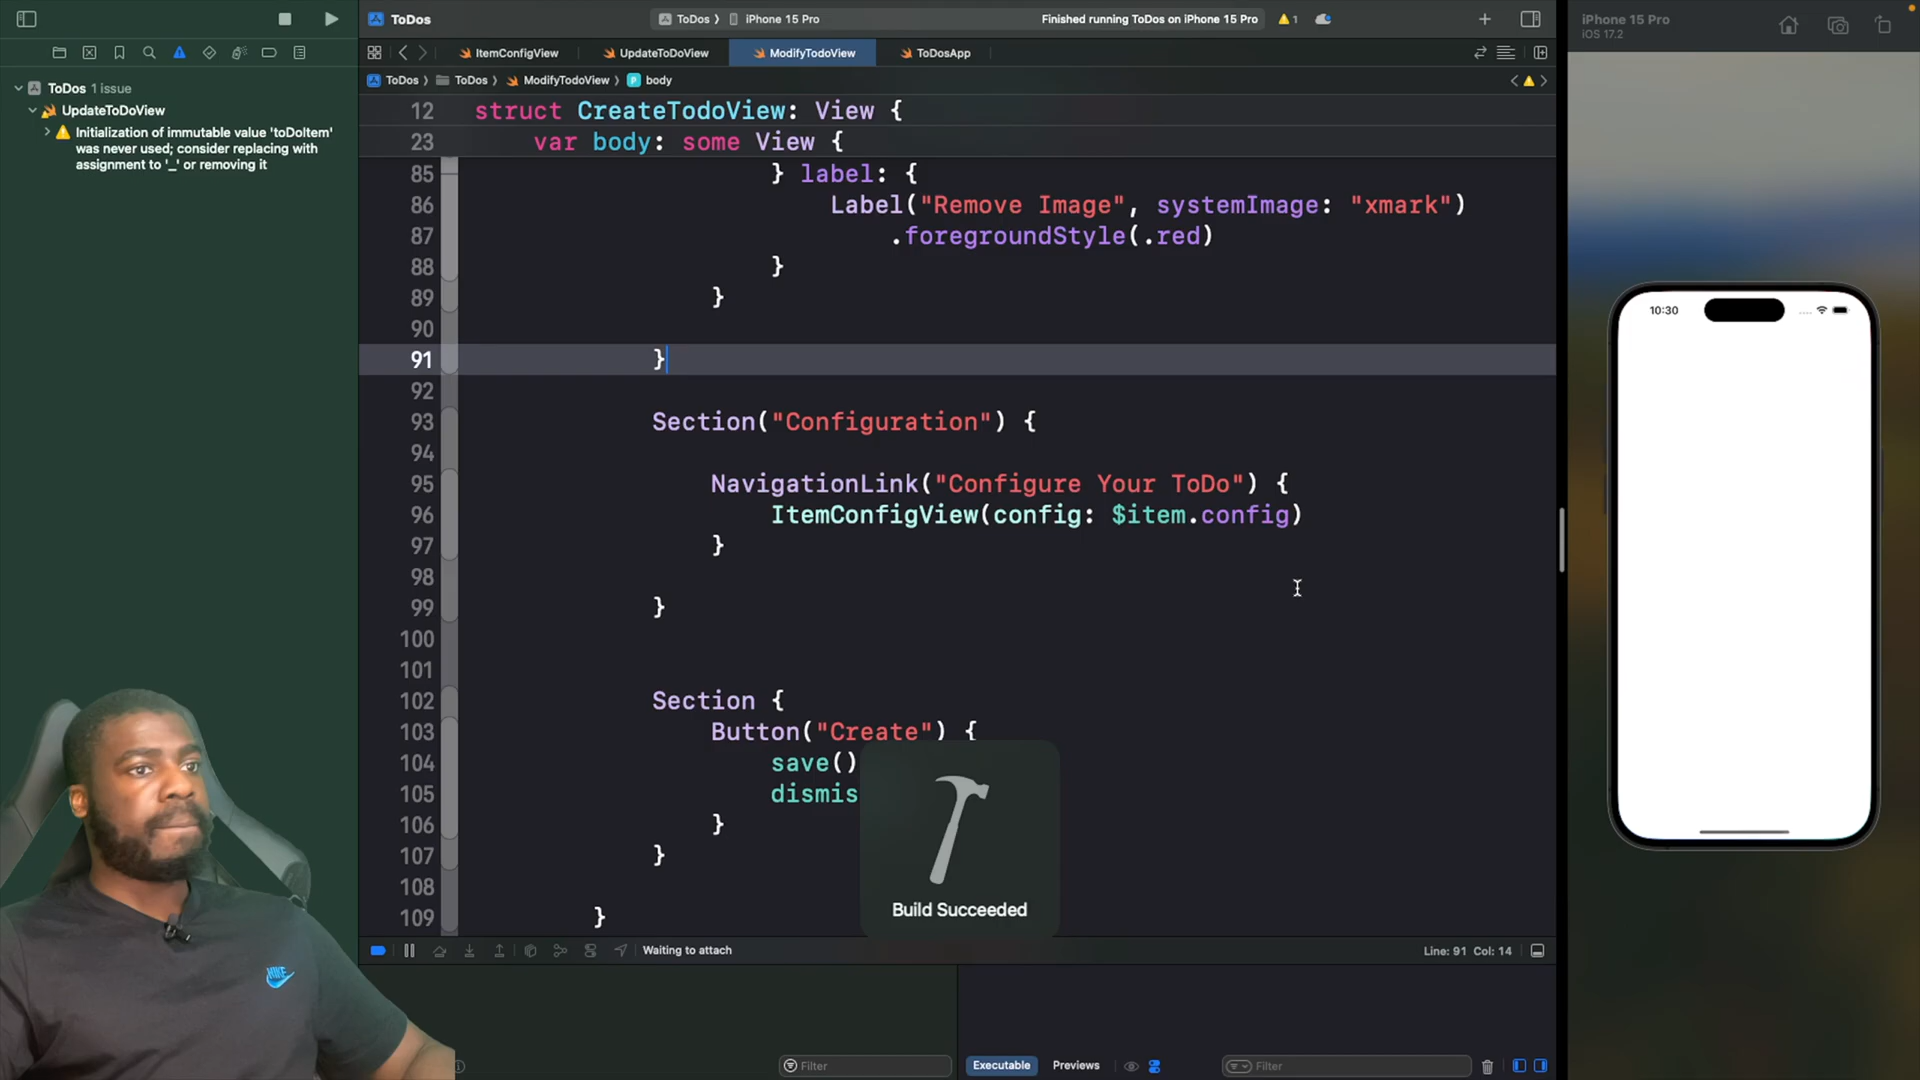 ToDos
ToDos
iPhone 15 Pro
Finished running ToDos on iPhone 15 Pro
1
iPhone 15 Pro
iOS 17.2
ItemConfigView
UpdateToDoView
ModifyTodoView
ToDosApp
ToDos
ToDos
ModifyTodoView
body
ToDos 1 issue
UpdateToDoView
Initialization of immutable value 'toDoItem'
was never used; consider replacing with
assignment to '_' or removing it
12 struct CreateTodoView: View {
23 var body: some View {
85 } label: {
86 Label("Remove Image", systemImage: "xmark")
87 .foregroundStyle(.red)
88 }
89 }
90
91 }
92
93 Section("Configuration") {
94
95 NavigationLink("Configure Your ToDo") {
96 ItemConfigView(config: $item.config)
97 }
98
99 }
100
101
102 Section {
103 Button("Create") {
104 save()
105 dismis
106 }
107 }
108
109 }
Build Succeeded
10:30
Waiting to attach
Line: 91 Col: 14
Filter
Executable
Previews
Filter